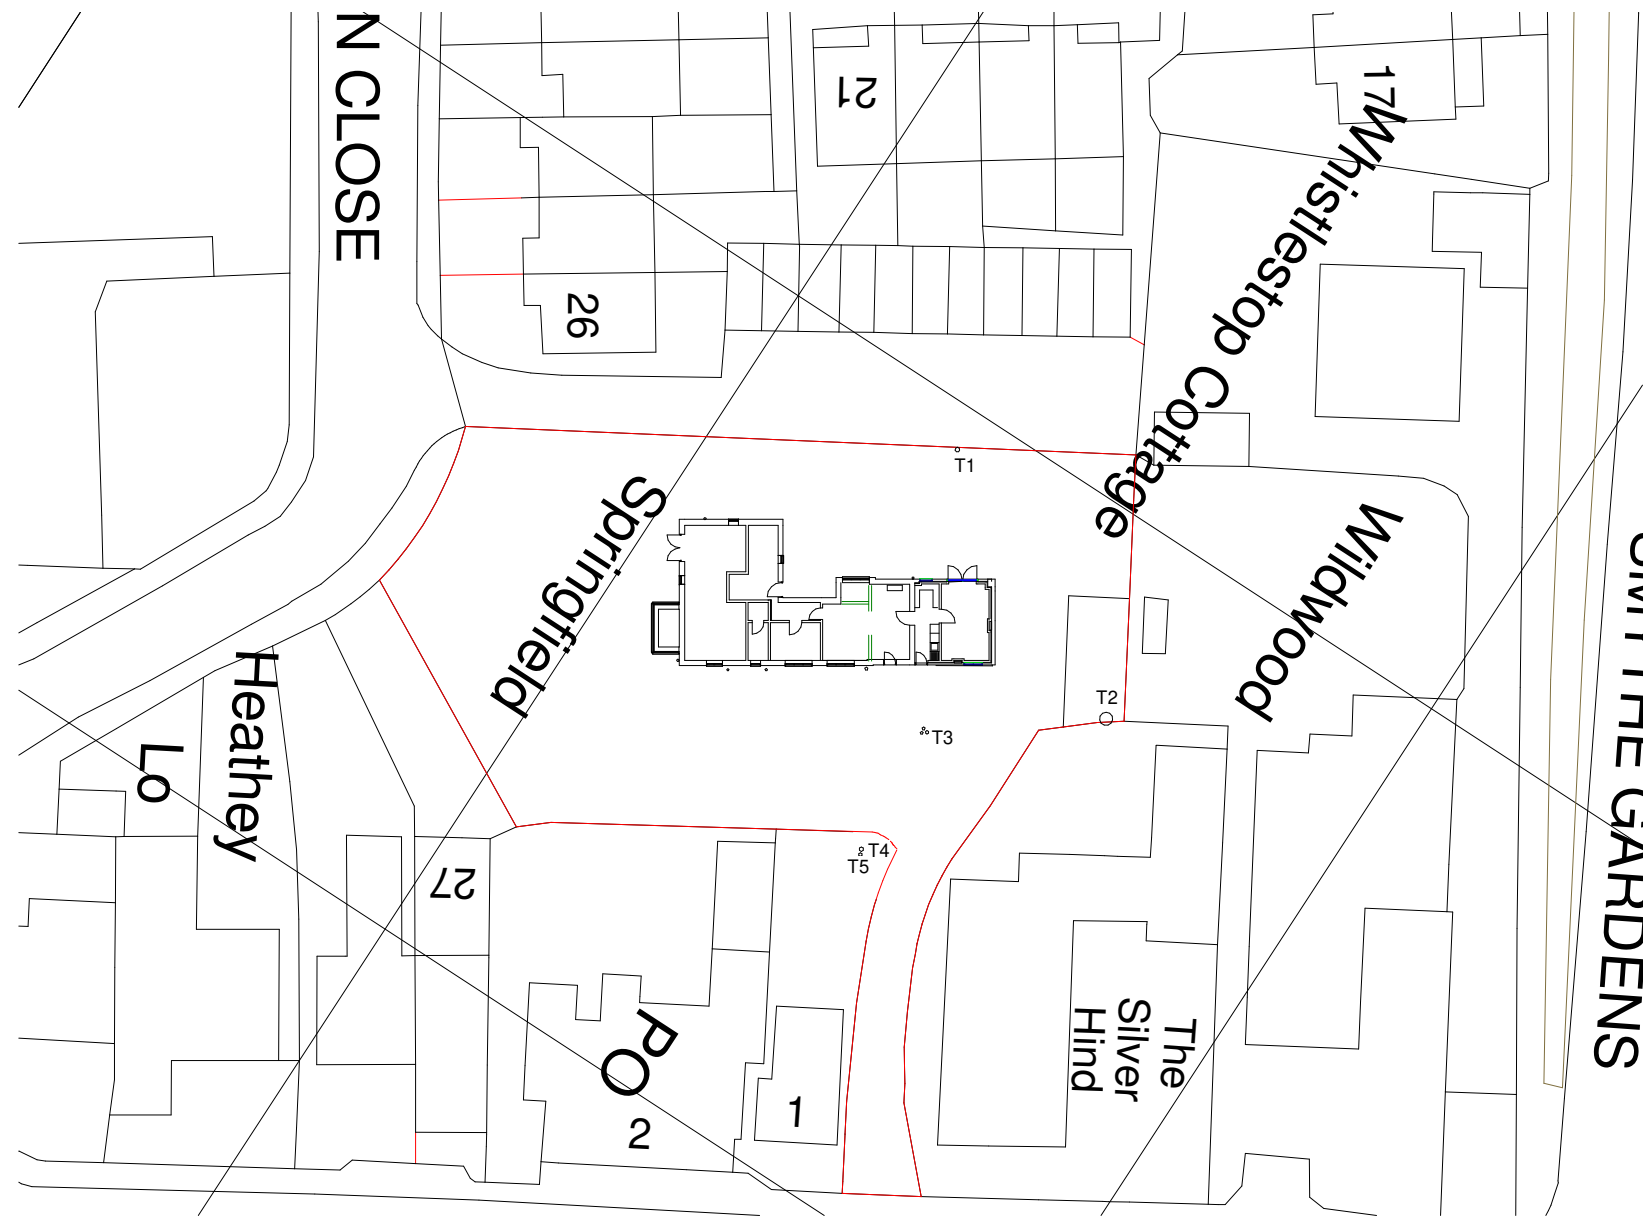 N CLOSE
21
17
Whistlestop Cottage
26
T1
Springfield
Wildwood
T2
T3
Heathey
Lo
T4
T5
27
THE GARDENS
The
Silver
Hind
PO
1
2